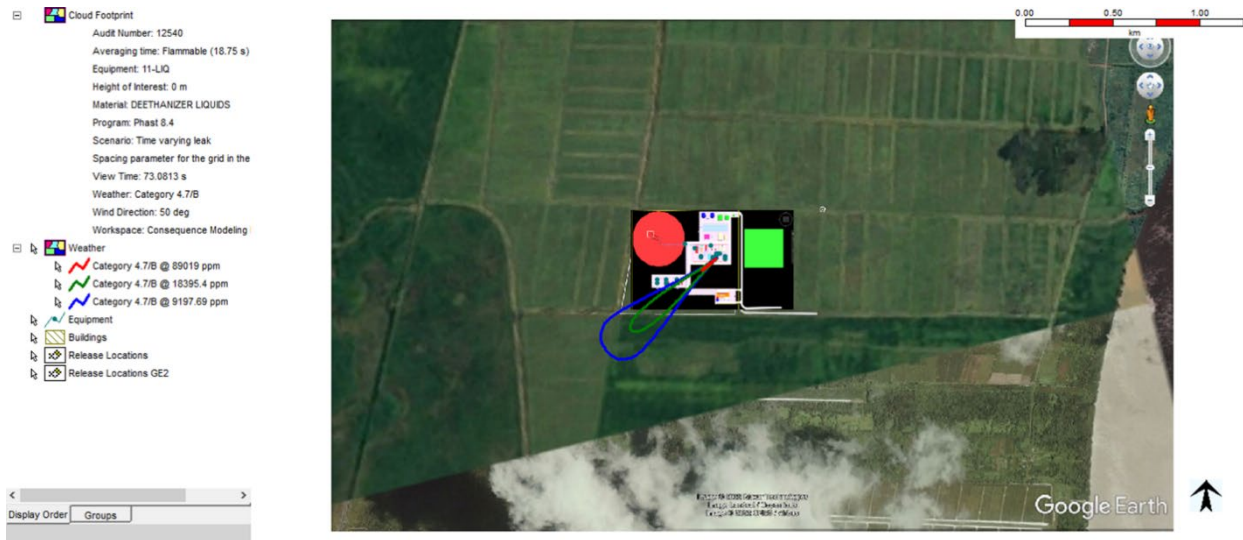 Cloud Footprint
Audit Number: 12540
Averaging time: Flammable (18.75 s)
Equipment: 11-LIQ
Height of Interest: 0 m
Material: DEETHANIZER LIQUIDS
Program: Phast 8.4
Scenario: Time varying leak
Spacing parameter for the grid in the
View Time: 73.0813 s
Weather: Category 4.7/B
Wind Direction: 50 deg
Workspace: Consequence Modeling
Weather
Category 4.7/B @ 89019 ppm
Category 4.7/B @ 18395.4 ppm
Category 4.7/B @ 9197.69 ppm
Equipment
Buildings
Release Locations
Release Locations GE2
Display Order Groups
0.00 0.50 1.00
km
Google Earth